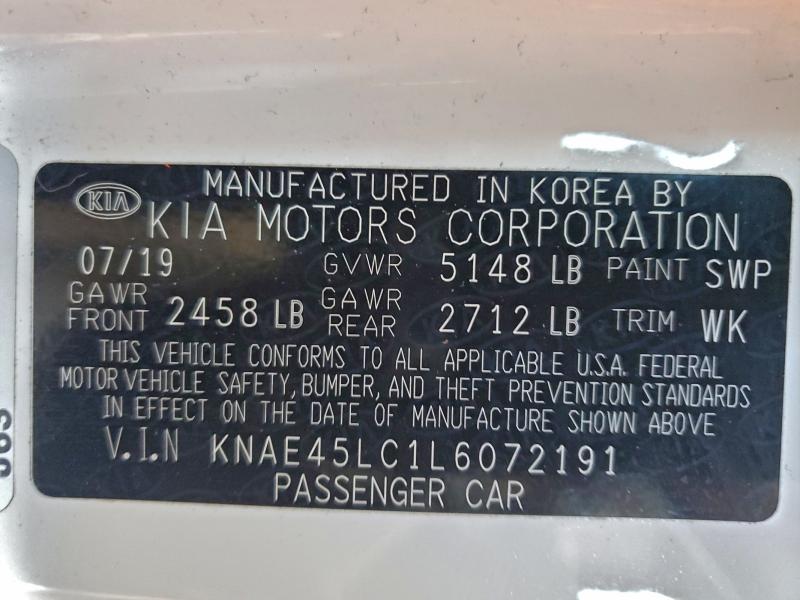 MANUFACTURED IN KOREA BY
KIA
KIA MOTORS CORPORATION
07/19 GVWR 5148 LB PAINT SWP
GAWR FRONT 2458 LB GAWR REAR 2712 LB TRIM WK
THIS VEHICLE CONFORMS TO ALL APPLICABLE U.S.A. FEDERAL
MOTOR VEHICLE SAFETY, BUMPER, AND THEFT PREVENTION STANDARDS
IN EFFECT ON THE DATE OF MANUFACTURE SHOWN ABOVE
V.I.N KNAE45LC1L6072191
PASSENGER CAR